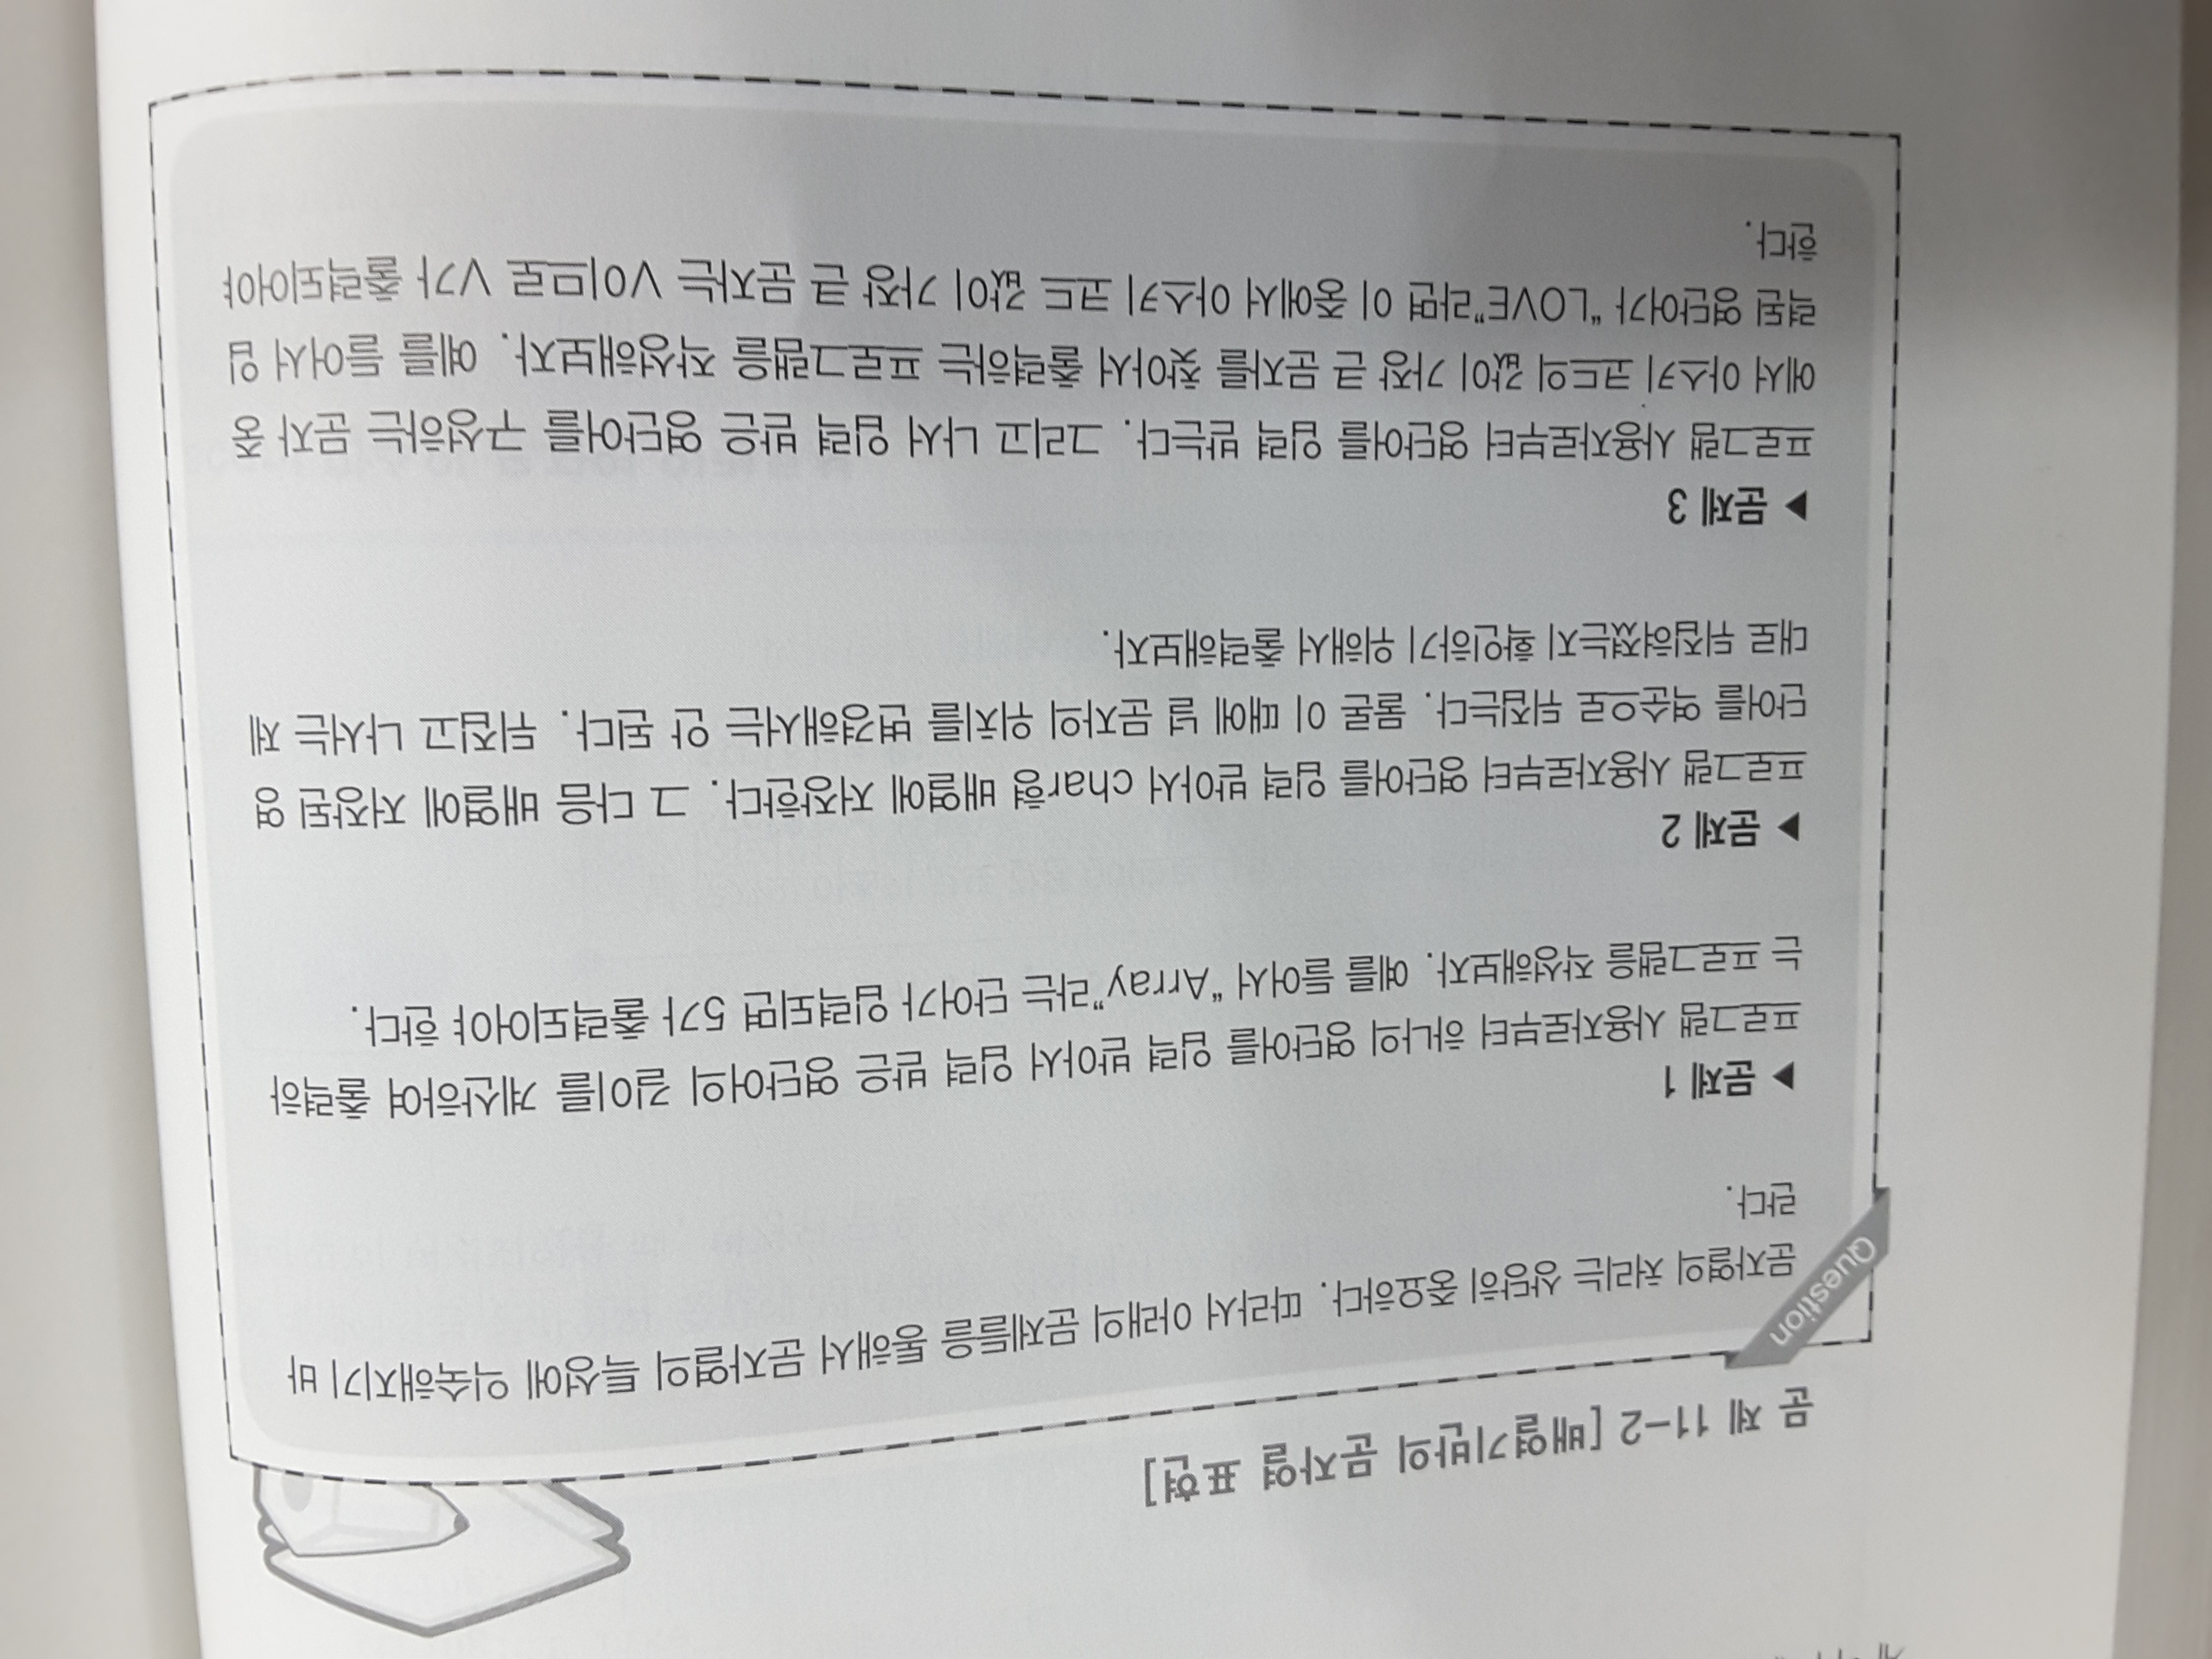 문 제 11-2 [배열기반의 문자열 표현]
Question
문자열의 처리는 상당히 중요하다. 따라서 아래의 문제들을 통해서 문자열의 특성에 익숙해지기 바
란다.
▶ 문제 1
프로그램 사용자로부터 하나의 영단어를 입력 받아서 입력 받은 영단어의 길이를 계산하여 출력하
는 프로그램을 작성해보자. 예를 들어서 “Array”라는 단어가 입력되면 5가 출력되어야 한다.
▶ 문제 2
프로그램 사용자로부터 영단어를 입력 받아서 char형 배열에 저장한다. 그 다음 배열에 저장된 영
단어를 역순으로 뒤집는다. 물론 이 때에 널 문자의 위치를 변경해서는 안 된다. 뒤집고 나서는 제
대로 뒤집혀졌는지 확인하기 위해서 출력해보자.
▶ 문제 3
프로그램 사용자로부터 영단어를 입력 받는다. 그리고 나서 입력 받은 영단어를 구성하는 문자 중
에서 아스키 코드의 값이 가장 큰 문자를 찾아서 출력하는 프로그램을 작성해보자. 예를 들어서 입
력된 영단어가 “LOVE”라면 이 중에서 아스키 코드 값이 가장 큰 문자는 V이므로 V가 출력되어야
한다.